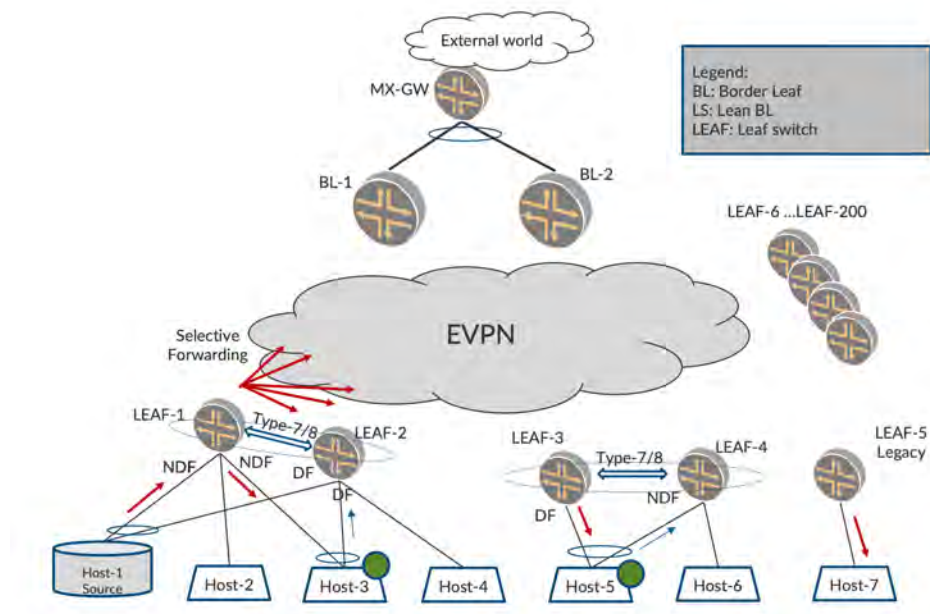 External world
MX-GW
Legend:
BL: Border Leaf
LS: Lean BL
LEAF: Leaf switch
BL-1
BL-2
LEAF-6 ...LEAF-200
Selective
Forwarding
EVPN
LEAF-1
Type-7/8
LEAF-2
LEAF-3
Type-7/8
LEAF-4
LEAF-5
Legacy
NDF
NDF
DF
DF
DF
NDF
Host-1
Source
Host-2
Host-3
Host-4
Host-5
Host-6
Host-7